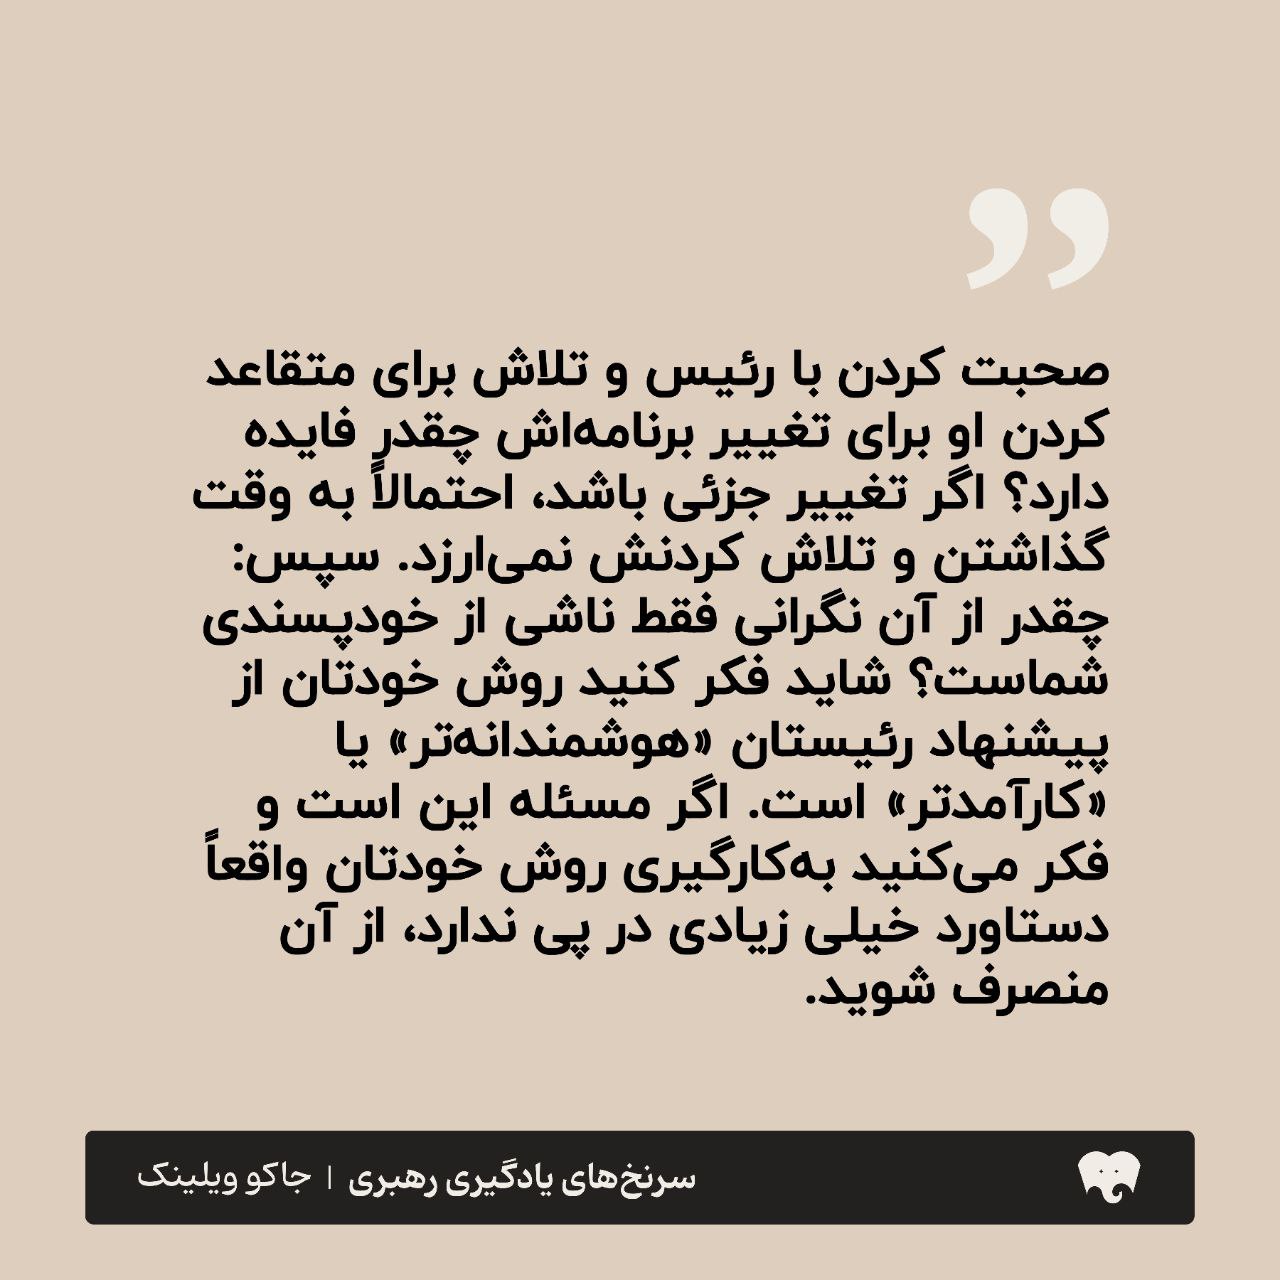 صحبت کردن با رئیس و تلاش برای متقاعد
کردن او برای تغییر برنامه‌اش چقدر فایده
دارد؟ اگر تغییر جزئی باشد، احتمالاً به وقت
گذاشتن و تلاش کردنش نمی‌ارزد. سپس:
چقدر از آن نگرانی فقط ناشی از خودپسندی
شماست؟ شاید فکر کنید روش خودتان از
پیشنهاد رئیستان «هوشمندانه‌تر» یا
«کارآمدتر» است. اگر مسئله این است و
فکر می‌کنید به‌کارگیری روش خودتان واقعاً
دستاورد خیلی زیادی در پی ندارد، از آن
منصرف شوید.
سرنخ‌های یادگیری رهبری | جاکو ویلینک